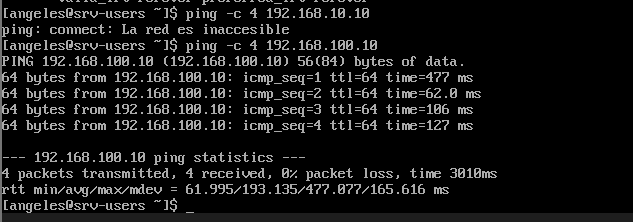 [angeles@srv-users ~]$ ping -c 4 192.168.10.10
ping: connect: La red es inaccesible
[angeles@srv-users ~]$ ping -c 4 192.168.100.10
PING 192.168.100.10 (192.168.100.10) 56(84) bytes of data.
64 bytes from 192.168.100.10: icmp_seq=1 ttl=64 time=477 ms
64 bytes from 192.168.100.10: icmp_seq=2 ttl=64 time=62.0 ms
64 bytes from 192.168.100.10: icmp_seq=3 ttl=64 time=106 ms
64 bytes from 192.168.100.10: icmp_seq=4 ttl=64 time=127 ms

--- 192.168.100.10 ping statistics ---
4 packets transmitted, 4 received, 0% packet loss, time 3010ms
rtt min/avg/max/mdev = 61.995/193.135/477.077/165.616 ms
[angeles@srv-users ~]$ _